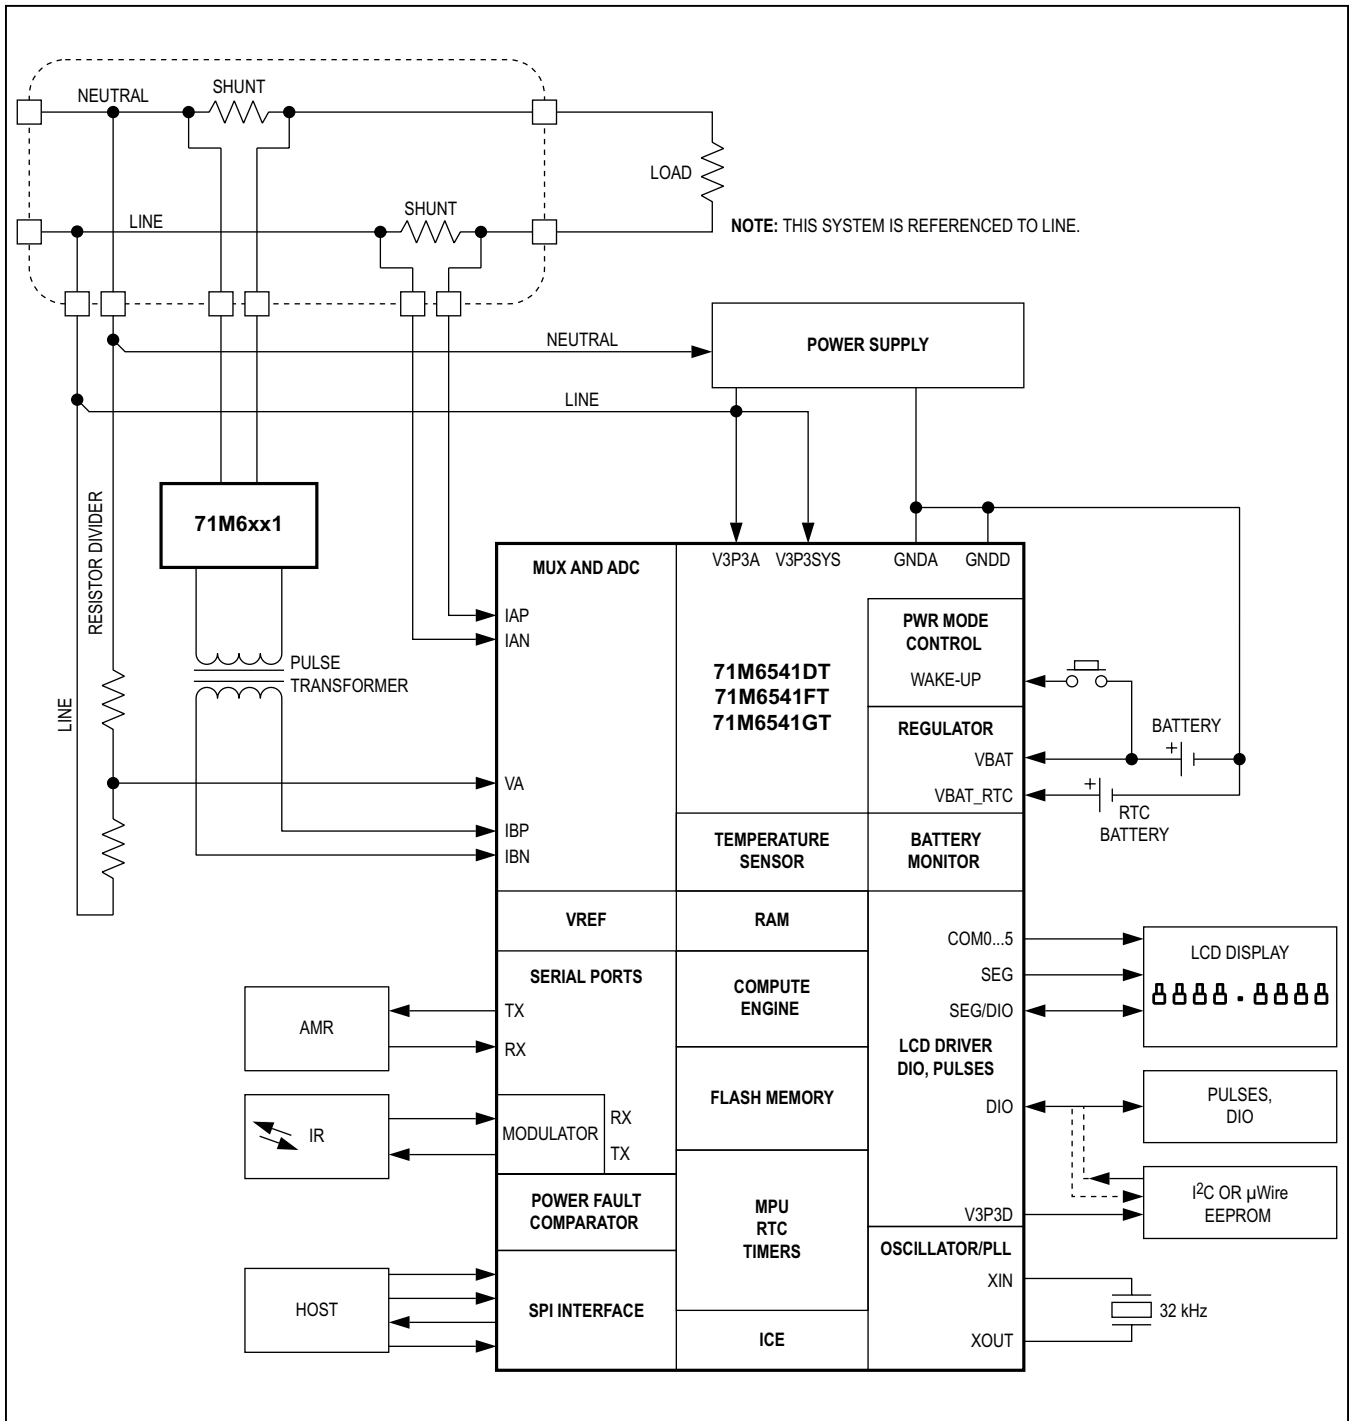 SHUNT
NEUTRAL
LOAD
SHUNT
LINE
NOTE: THIS SYSTEM IS REFERENCED TO LINE.
NEUTRAL
POWER SUPPLY
LINE
RESISTOR DIVIDER
LINE
71M6xx1
PULSE
TRANSFORMER
MUX AND ADC
IAP
IAN
VA
IBP
IBN
V3P3A
V3P3SYS
GNDA
GNDD
71M6541DT
71M6541FT
71M6541GT
PWR MODE
CONTROL
WAKE-UP
REGULATOR
VBAT
VBAT_RTC
BATTERY
+
+
RTC
BATTERY
TEMPERATURE
SENSOR
BATTERY
MONITOR
VREF
RAM
SERIAL PORTS
TX
RX
COMPUTE
ENGINE
COM0...5
SEG
SEG/DIO
LCD DRIVER
DIO, PULSES
DIO
V3P3D
LCD DISPLAY
8888.8888
AMR
IR
MODULATOR
RX
TX
FLASH MEMORY
PULSES,
DIO
I2C OR µWire
EEPROM
POWER FAULT
COMPARATOR
MPU
RTC
TIMERS
OSCILLATOR/PLL
XIN
XOUT
32 kHz
HOST
SPI INTERFACE
ICE